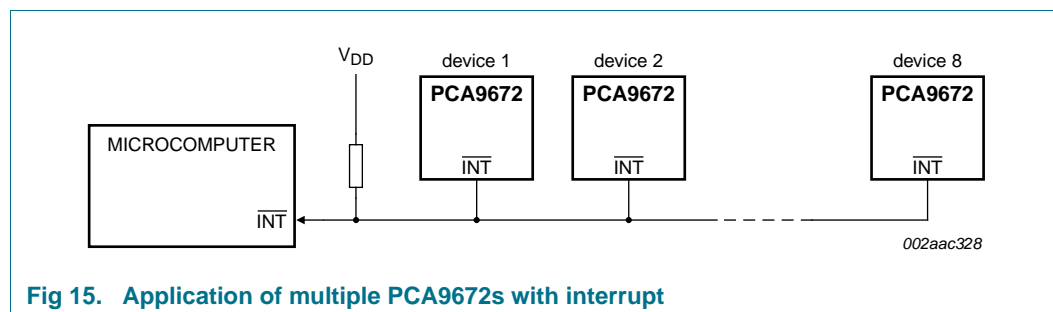 VDD
device 1
device 2
device 8
PCA9672
PCA9672
PCA9672
MICROCOMPUTER
INT
INT
INT
INT
002aac328
Fig 15. Application of multiple PCA9672s with interrupt